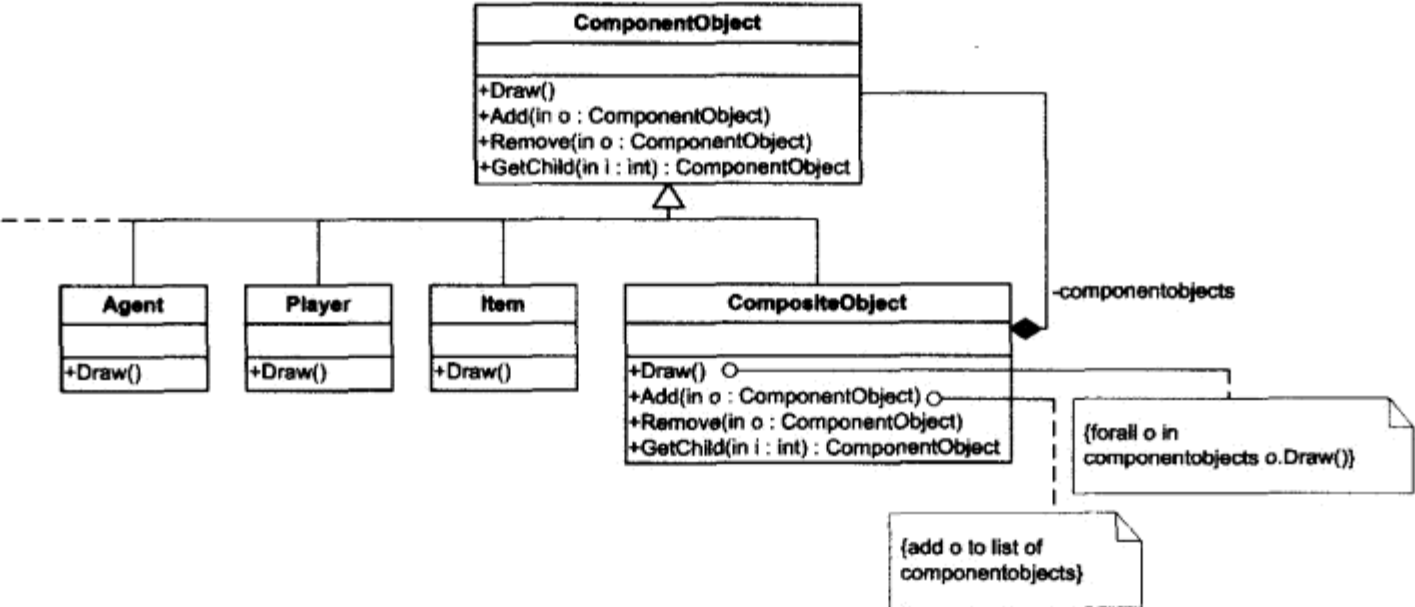 ComponentObject
+Draw()
+Add(in o : ComponentObject)
+Remove(in o : ComponentObject)
+GetChild(in i : int) : ComponentObject
Agent
+Draw()
Player
+Draw()
Item
+Draw()
CompositeObject
+Draw()
+Add(in o : ComponentObject)
+Remove(in o : ComponentObject)
+GetChild(in i : int) : ComponentObject
-componentobjects
{forall o in
componentobjects o.Draw()}
{add o to list of
componentobjects}